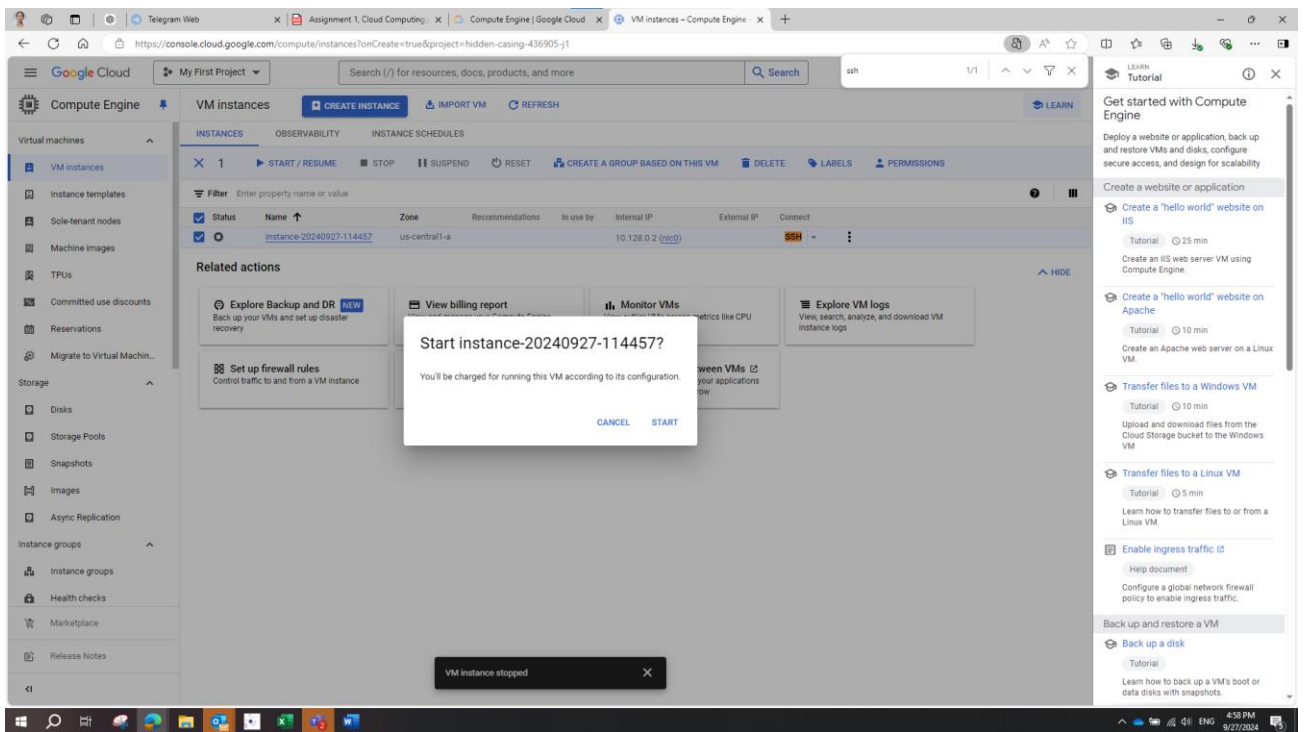 Telegram Web
Assignment 1, Cloud Computing,
Compute Engine | Google Cloud
VM instances – Compute Engine
https://console.cloud.google.com/compute/instances?onCreate=true&project=hidden-casing-436905-j1
Google Cloud
My First Project
Search (/) for resources, docs, products, and more
Search
ssh
1/1
LEARN
Tutorial
Compute Engine
VM instances
CREATE INSTANCE
IMPORT VM
REFRESH
LEARN
Virtual machines
VM instances
Instance templates
Sole-tenant nodes
Machine images
TPUs
Committed use discounts
Reservations
Migrate to Virtual Machin...
Storage
Disks
Storage Pools
Snapshots
Images
Async Replication
Instance groups
Instance groups
Health checks
Marketplace
Release Notes
INSTANCES OBSERVABILITY INSTANCE SCHEDULES
1 START / RESUME STOP SUSPEND RESET CREATE A GROUP BASED ON THIS VM DELETE LABELS PERMISSIONS
Filter Enter property name or value
Status Name Zone Recommendations In use by Internal IP External IP Connect
instance-20240927-114457 us-central1-a 10.128.0.2 (nic0) SSH
Related actions
HIDE
Explore Backup and DR NEW
Back up your VMs and set up disaster
recovery
View billing report
Monitor VMs
metrics like CPU
Explore VM logs
View, search, analyze, and download VM
instance logs
Set up firewall rules
Control traffic to and from a VM instance
between VMs
your applications
Start instance-20240927-114457?
You'll be charged for running this VM according to its configuration.
CANCEL START
VM instance stopped
Get started with Compute
Engine
Deploy a website or application, back up
and restore VMs and disks, configure
secure access, and design for scalability
Create a website or application
Create a "hello world" website on
IIS
Tutorial 25 min
Create an IIS web server VM using
Compute Engine.
Create a "hello world" website on
Apache
Tutorial 10 min
Create an Apache web server on a Linux
VM.
Transfer files to a Windows VM
Tutorial 10 min
Upload and download files from the
Cloud Storage bucket to the Windows
VM
Transfer files to a Linux VM
Tutorial 5 min
Learn how to transfer files to or from a
Linux VM.
Enable ingress traffic
Help document
Configure a global network firewall
policy to enable ingress traffic.
Back up and restore a VM
Back up a disk
Tutorial
Learn how to back up a VM's boot or
data disks with snapshots.
ENG
4:58 PM
9/27/2024